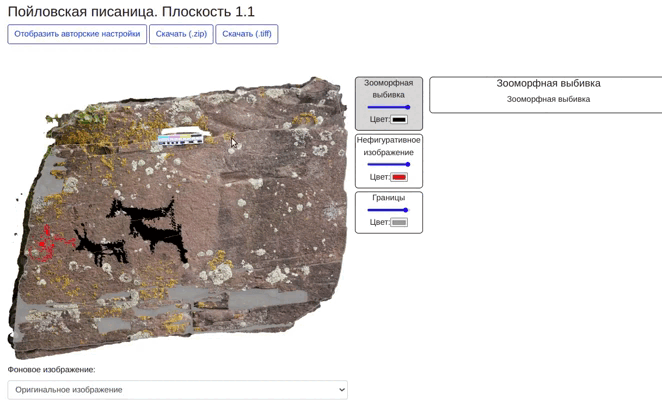 Пойловская писаница. Плоскость 1.1
Отобразить авторские настройки
Скачать (.zip)
Скачать (.tiff)
Зооморфная
выбивка
Цвет:
Нефигуративное
изображение
Цвет:
Границы
Цвет:
Зооморфная выбивка
Зооморфная выбивка
Фоновое изображение:
Оригинальное изображение